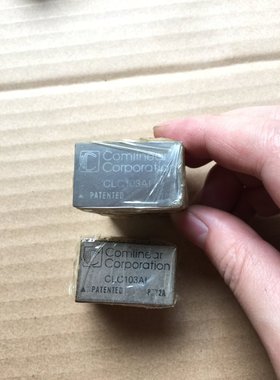 Comlinear
Corporation
CLC103AI
▲ PATENTED
Comlinear
Corporation
CLC103AI
▲ PATENTED